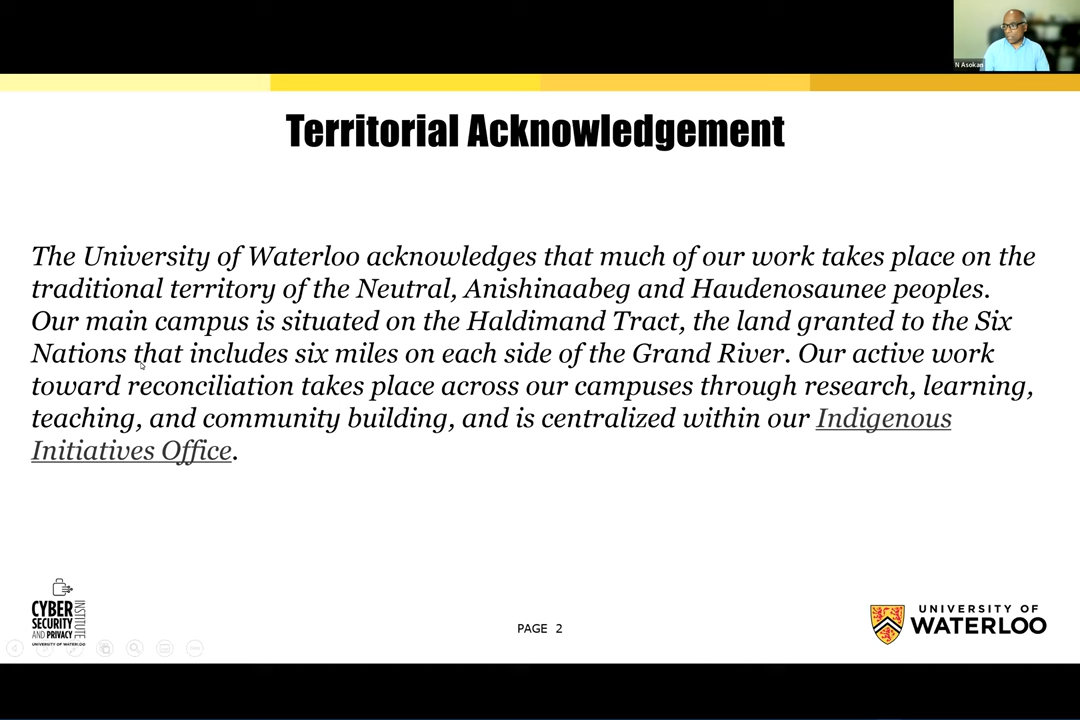 N Asokan
Territorial Acknowledgement
The University of Waterloo acknowledges that much of our work takes place on the
traditional territory of the Neutral, Anishinaabeg and Haudenosaunee peoples.
Our main campus is situated on the Haldimand Tract, the land granted to the Six
Nations that includes six miles on each side of the Grand River. Our active work
toward reconciliation takes place across our campuses through research, learning,
teaching, and community building, and is centralized within our Indigenous
Initiatives Office.
CYBER
SECURITY
AND PRIVACY
INSTITUTE
UNIVERSITY OF WATERLOO
PAGE 2
UNIVERSITY OF
WATERLOO